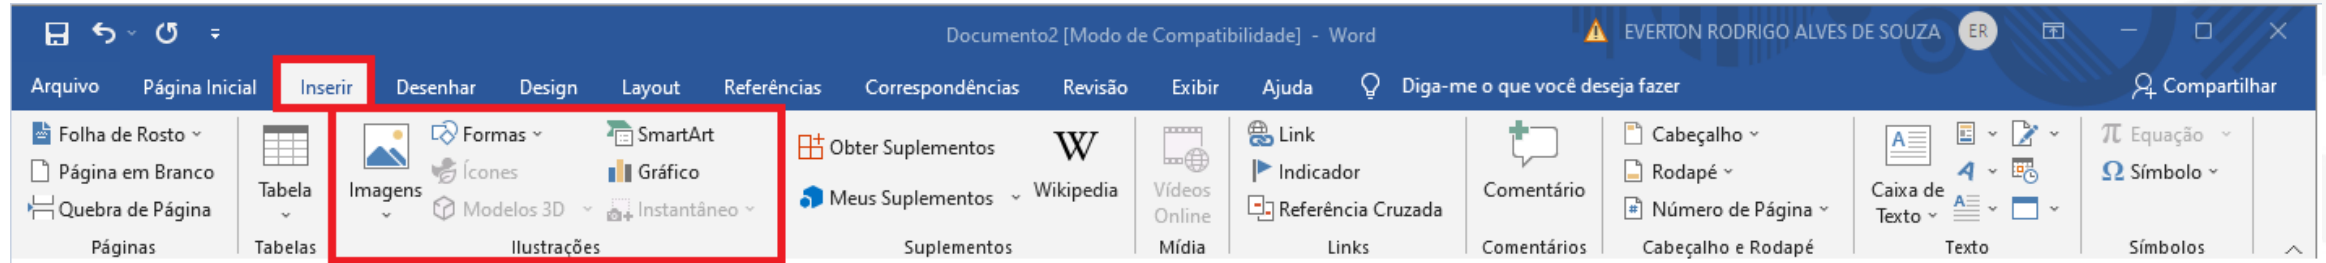 Documento2 [Modo de Compatibilidade] - Word
EVERTON RODRIGO ALVES DE SOUZA ER
Arquivo Página Inicial Inserir Desenhar Design Layout Referências Correspondências Revisão Exibir Ajuda Diga-me o que você deseja fazer Compartilhar
Folha de Rosto
Página em Branco
Quebra de Página
Páginas
Tabela
Tabelas
Imagens
Formas
Ícones
Modelos 3D
SmartArt
Gráfico
Instantâneo
Ilustrações
Obter Suplementos
Meus Suplementos
W
Wikipedia
Suplementos
Vídeos
Online
Mídia
Link
Indicador
Referência Cruzada
Links
Comentário
Comentários
Cabeçalho
Rodapé
# Número de Página
Cabeçalho e Rodapé
A
Caixa de
Texto
A
A
Texto
π Equação
Ω Símbolo
Símbolos